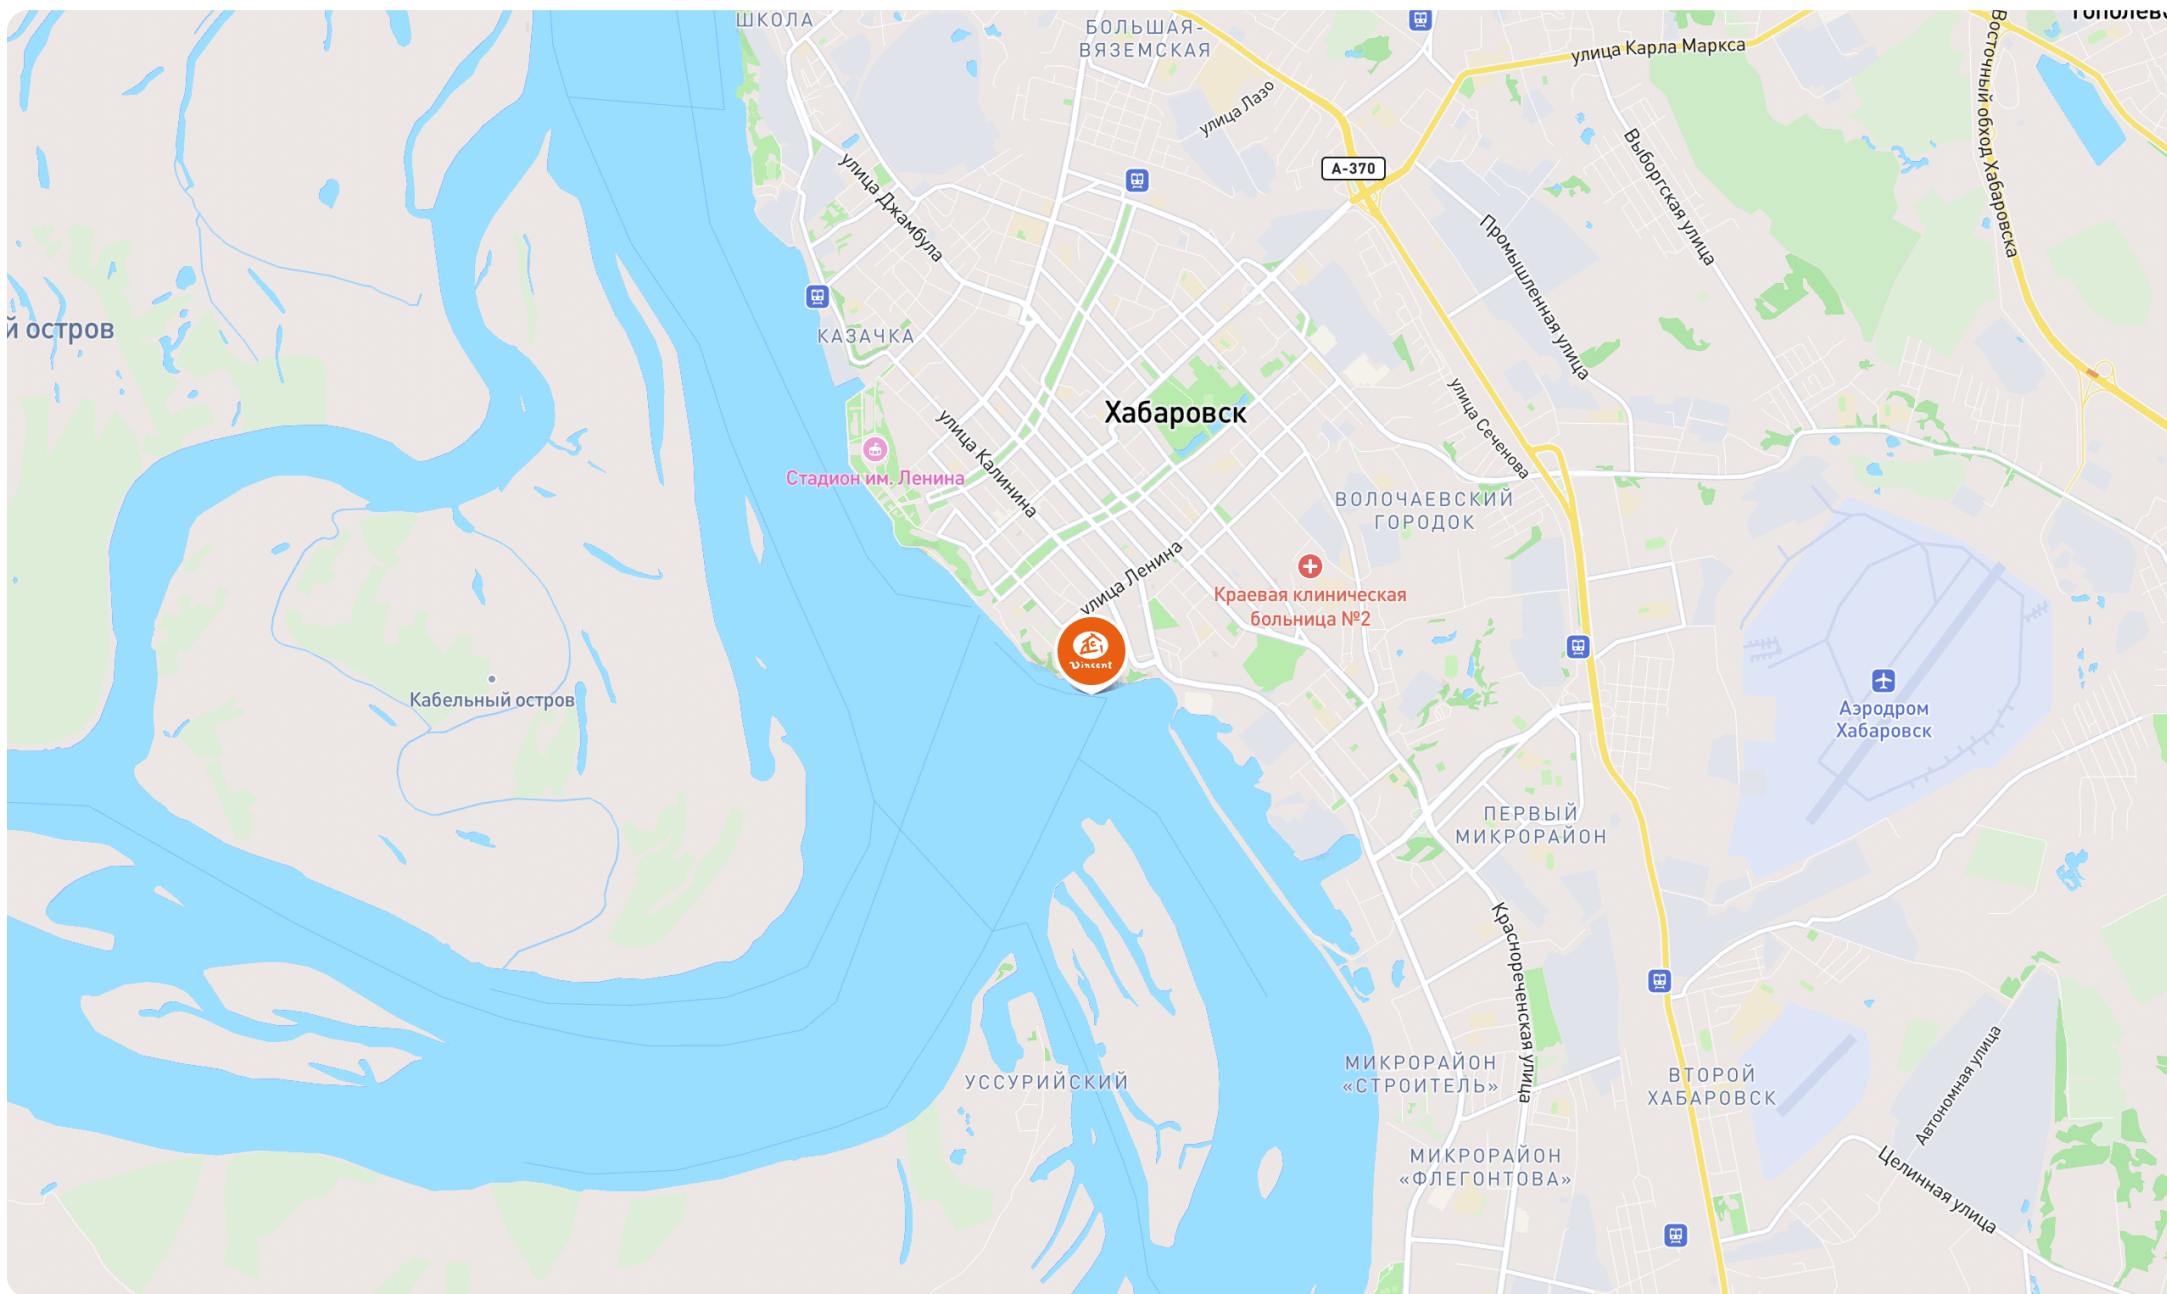 ШКОЛА
БОЛЬШАЯ-
ВЯЗЕМСКАЯ
улица Карла Маркса
Восточный обход Хабаровска
улица Лазо
А-370
Выборгская улица
улица Джамбула
Промышленная улица
й остров
КАЗАЧКА
Хабаровск
улица Сеченова
улица Калинина
Стадион им. Ленина
ВОЛОЧАЕВСКИЙ
ГОРОДОК
улица Ленина
Краевая клиническая
больница №2
Vincent
Кабельный остров
Аэродром
Хабаровск
ПЕРВЫЙ
МИКРОРАЙОН
Краснореченская улица
УССУРИЙСКИЙ
МИКРОРАЙОН
«СТРОИТЕЛЬ»
ВТОРОЙ
ХАБАРОВСК
Автономная улица
МИКРОРАЙОН
«ФЛЕГОНТОВА»
Целинная улица